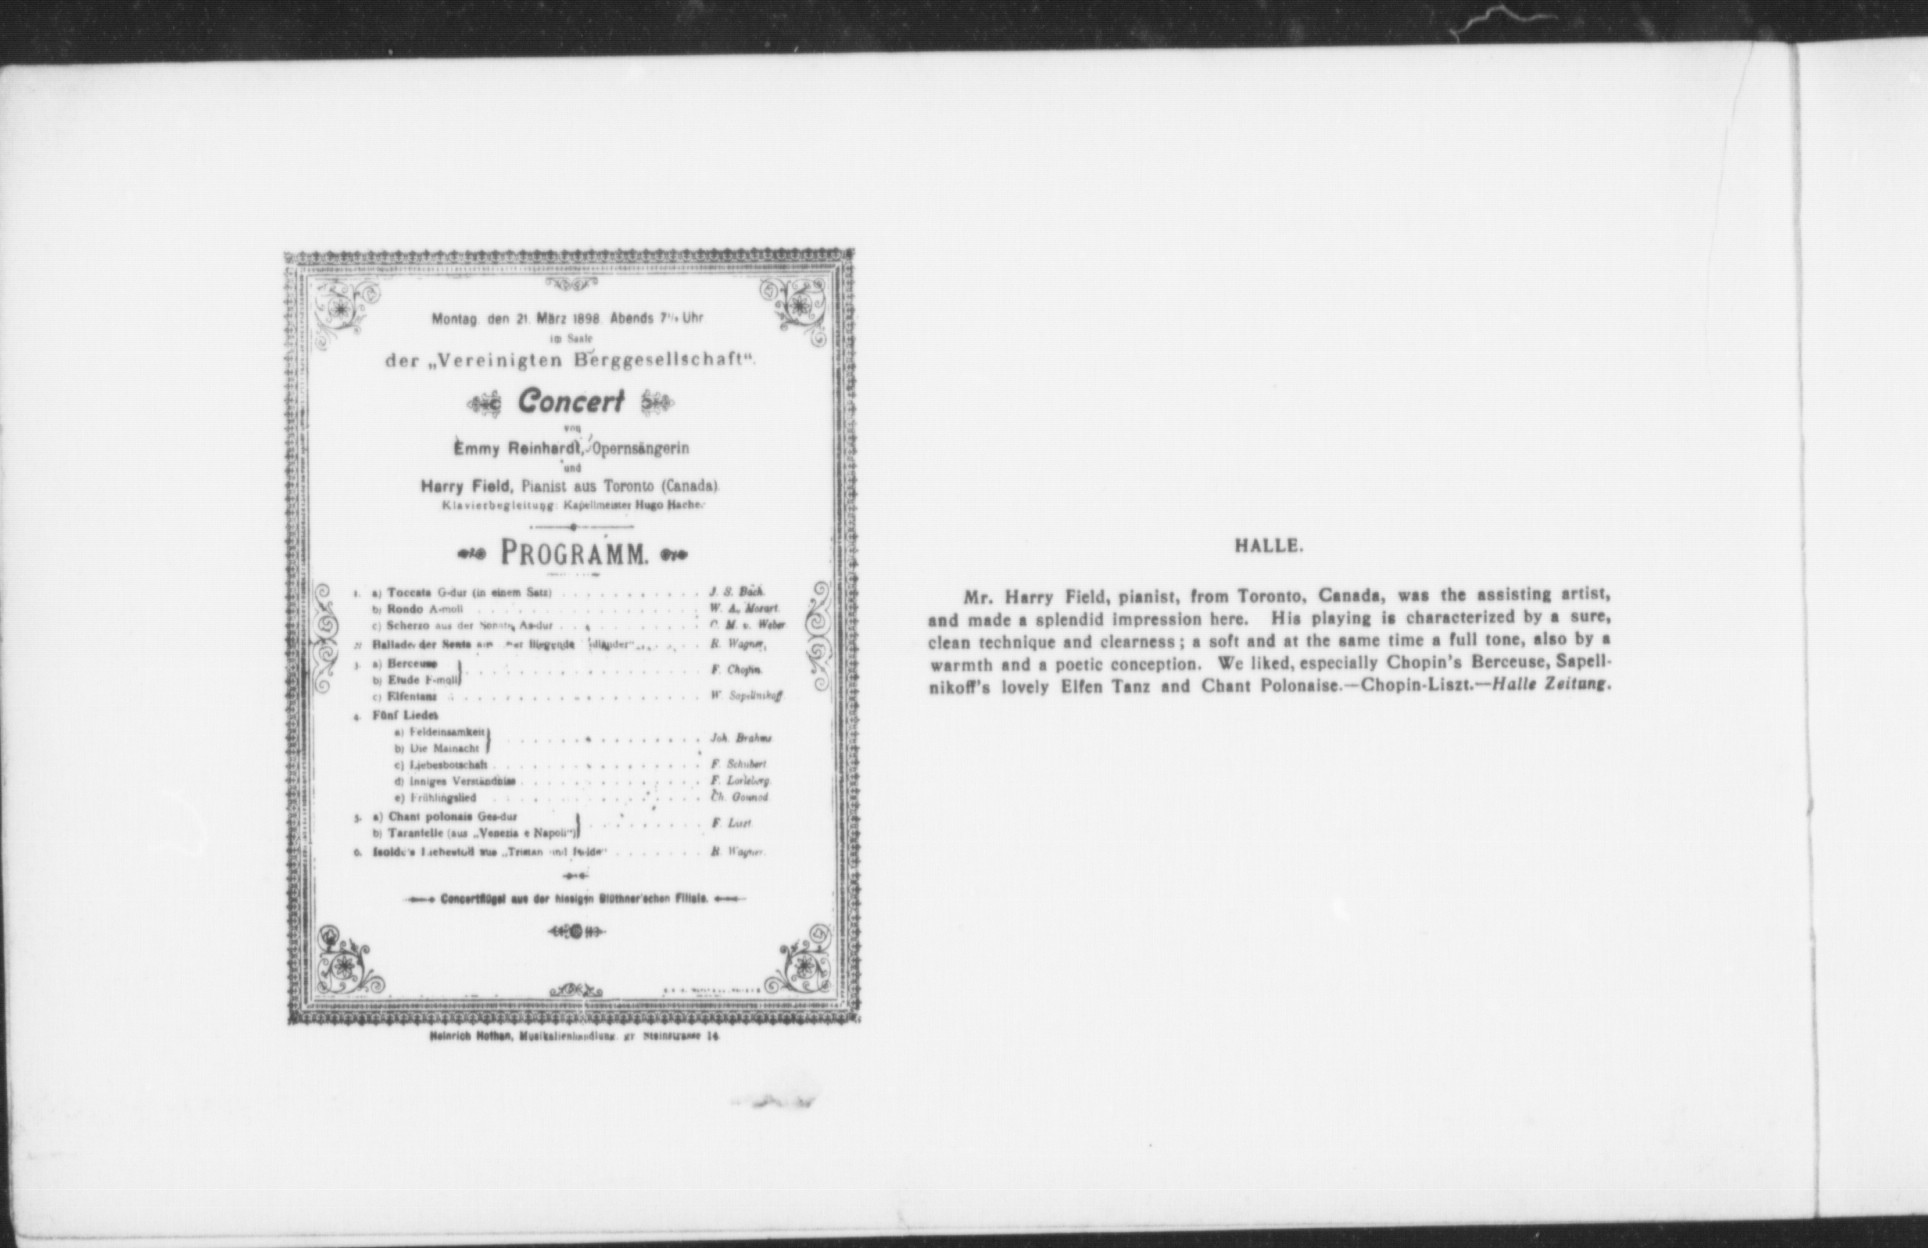 Montag, den 21. März 1898. Abends 7½ Uhr
im Saale
der „Vereinigten Berggesellschaft“.
Concert
von
Emmy Reinhardt, Opernsängerin
und
Harry Field, Pianist aus Toronto (Canada).
Klavierbegleitung: Kapellmeister Hugo Hache.
PROGRAMM.
1. a) Toccata G-dur (in einem Satz) J. S. Bach.
b) Rondo A-moll W. A. Mozart.
c) Scherzo aus der Sonate As-dur C. M. v. Weber
Ballade der Senta Fliegende R. Wagner,
3. a) Berceuse
b) Etude F-moll F. Chopin.
c) Elfentanz W. Sapellnikoff.
4. Fünf Lieder
a) Feldeinsamkeit
b) Die Mainacht Joh. Brahms
c) Liebesbotschaft F. Schubert
d) Inniges Verständniss
e) Frühlingslied Ch. Gounod.
5. a) Chant polonais Ges-dur
b) Tarantelle (aus „Venezia e Napoli“) F. Liszt
6. Isolde's Liebestod aus „Tristan und Isolde“ R. Wagner.
Concertflügel aus der hiesigen Blüthner'schen Filiale.
Heinrich Hothan, Musikalienhandlung, gr. Steinstrasse 14
HALLE.
Mr. Harry Field, pianist, from Toronto, Canada, was the assisting artist,
and made a splendid impression here. His playing is characterized by a sure,
clean technique and clearness; a soft and at the same time a full tone, also by a
warmth and a poetic conception. We liked, especially Chopin's Berceuse, Sapell-
nikoff's lovely Elfen Tanz and Chant Polonaise.—Chopin-Liszt.—Halle Zeitung.